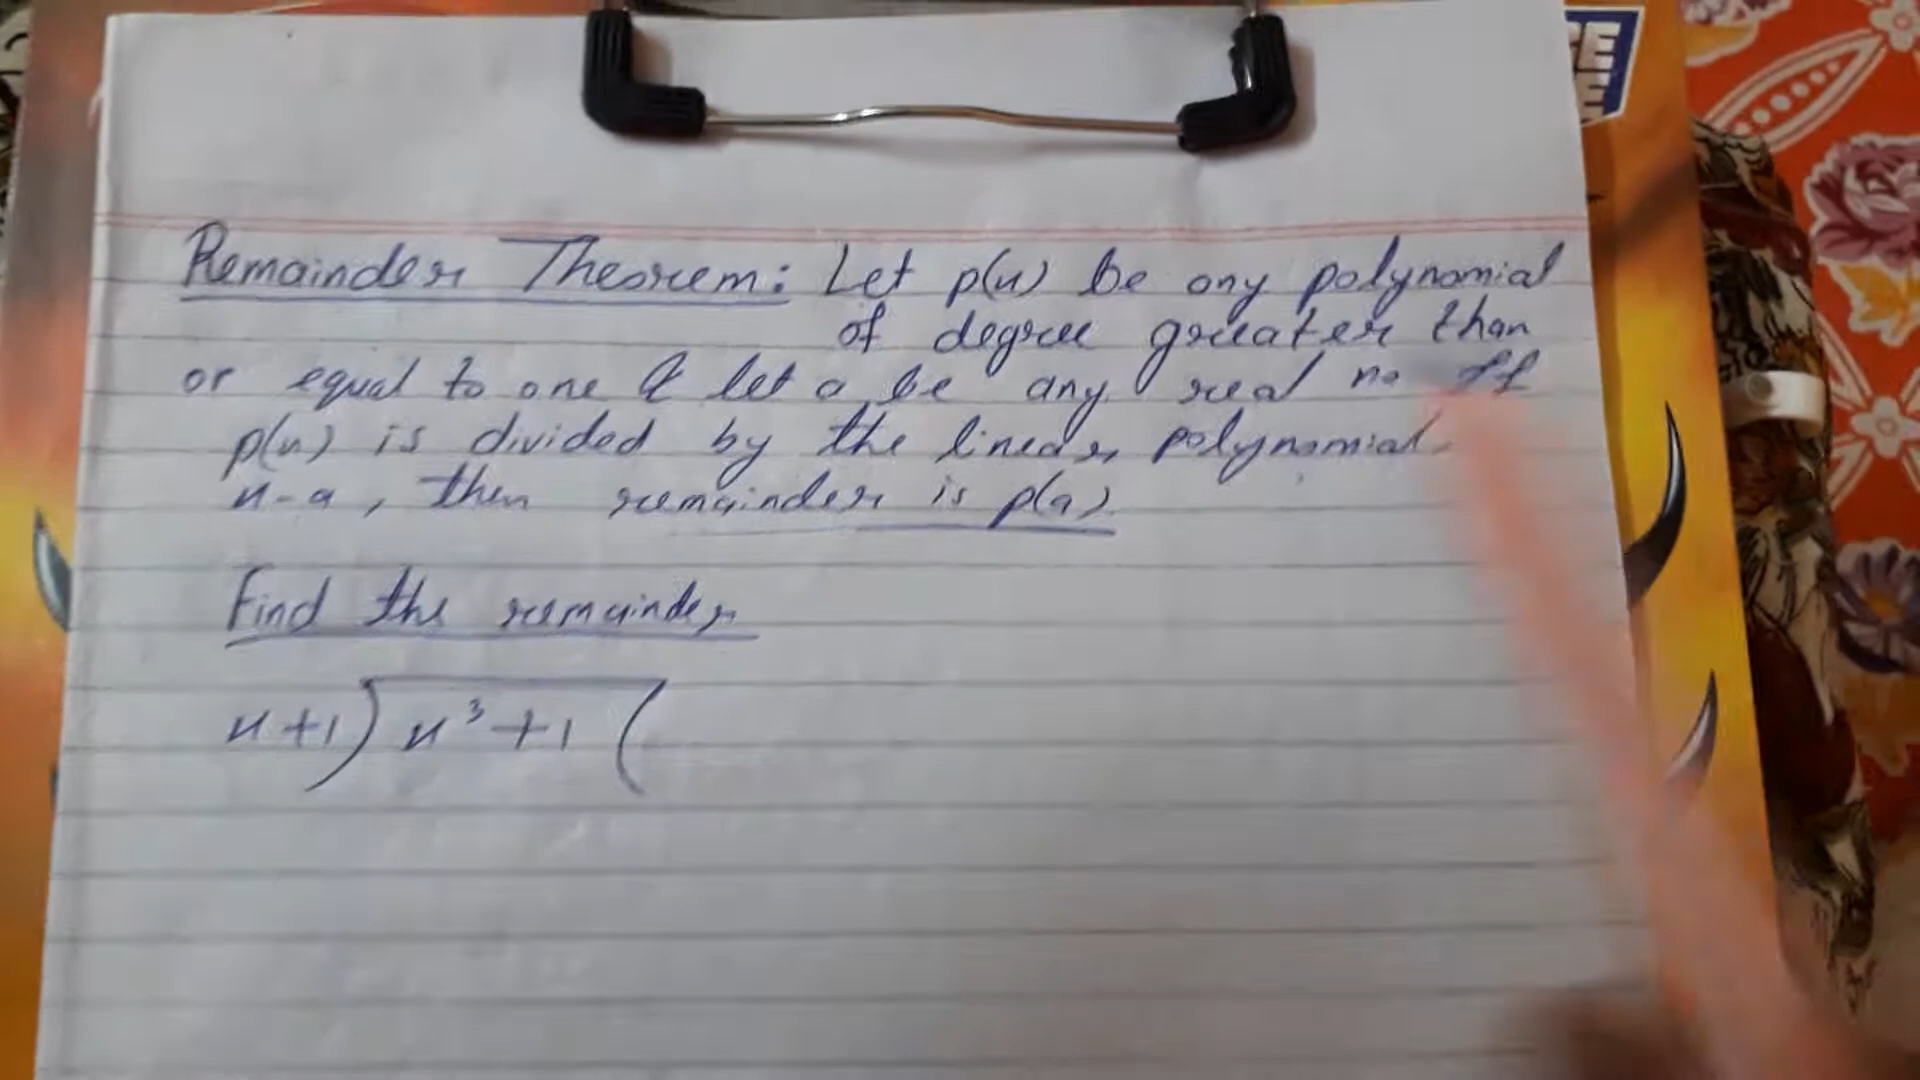 Remainder Theorem: Let p(x) be any polynomial
of degree greater than
or equal to one & let a be any real no If
p(x) is divided by the linear polynomial
x-a, then remainder is p(a).
Find the remainder
x+1) x³+1 (